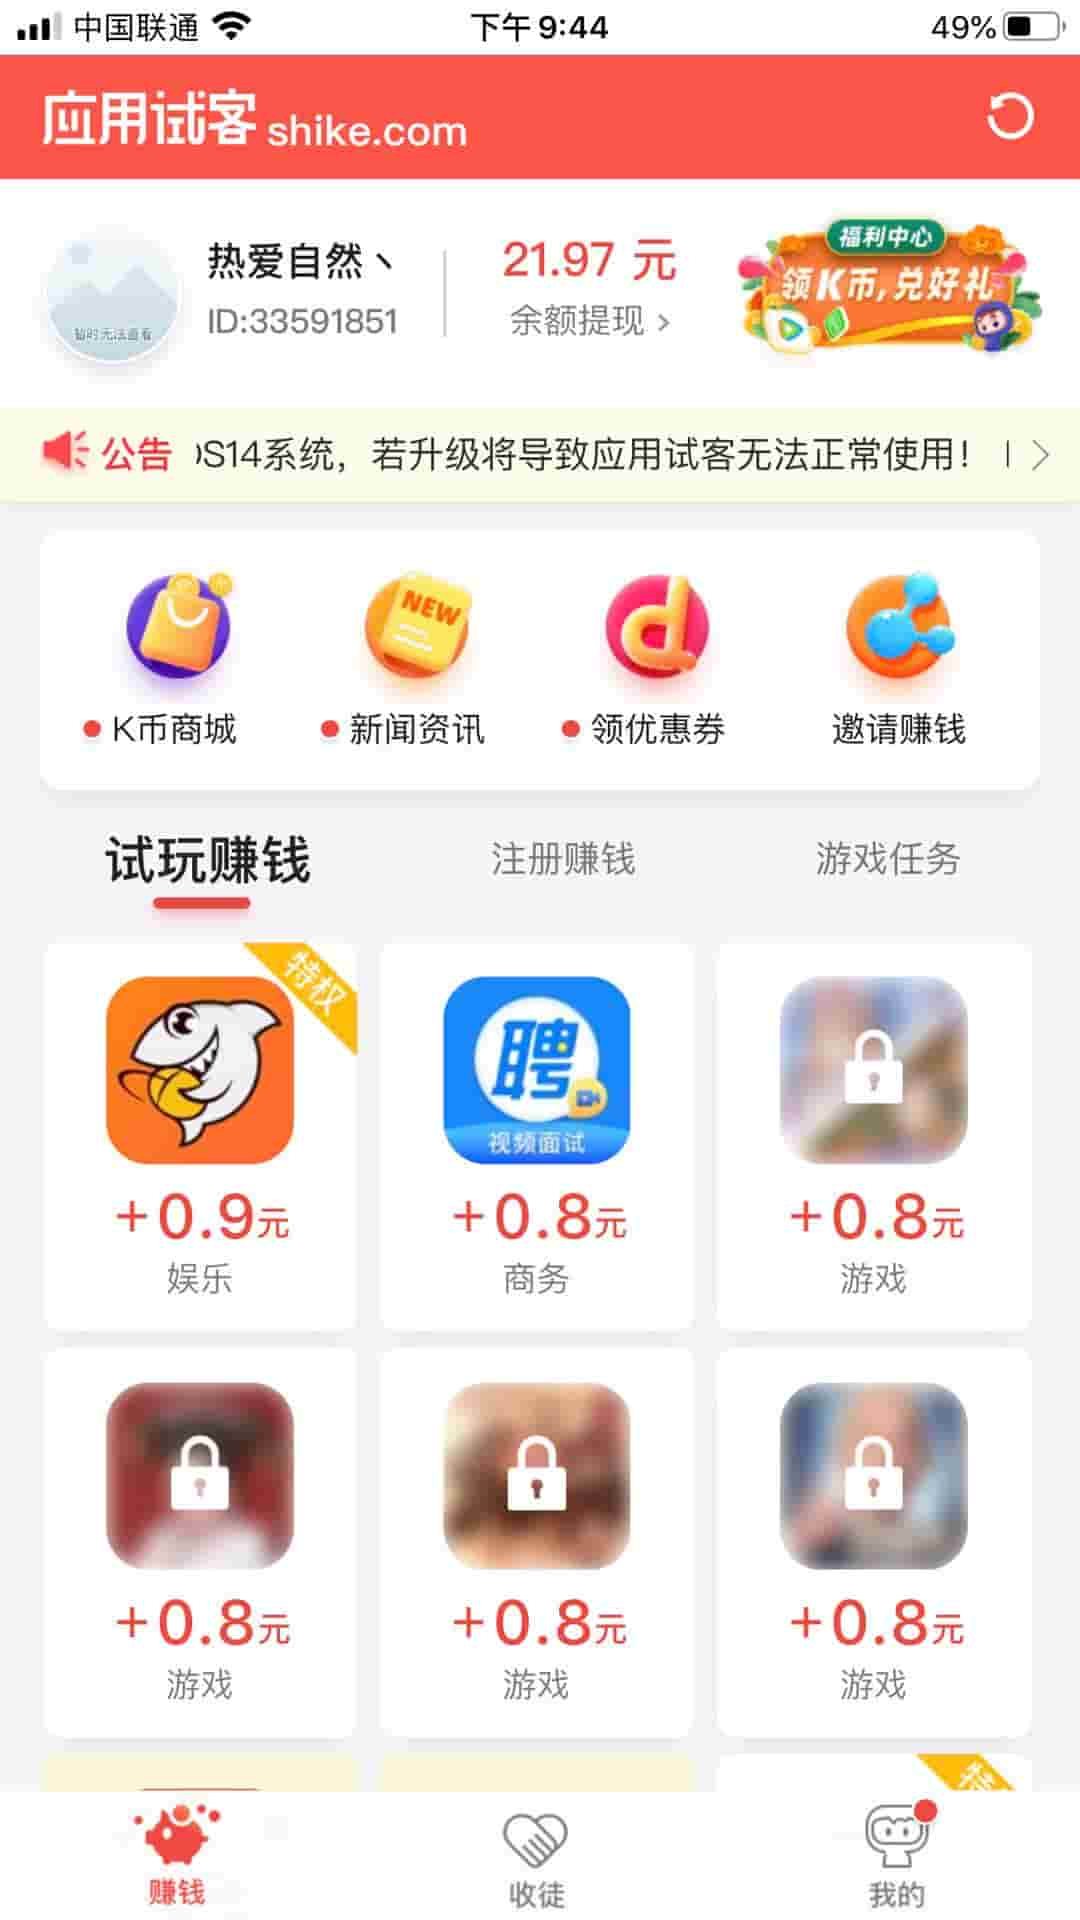 中国联通 下午 9:44 49%
应用试客 shike.com
福利中心
热爱自然丶 21.97 元
领K币,兑好礼
暂时无法查看 ID:33591851 余额提现
公告 OS14系统，若升级将导致应用试客无法正常使用！
NEW
K币商城 新闻资讯 领优惠券 邀请赚钱
试玩赚钱 注册赚钱 游戏任务
特权
聘
视频面试
+0.9元 +0.8元 +0.8元
娱乐 商务 游戏
+0.8元 +0.8元 +0.8元
游戏 游戏 游戏
赚钱 收徒 我的